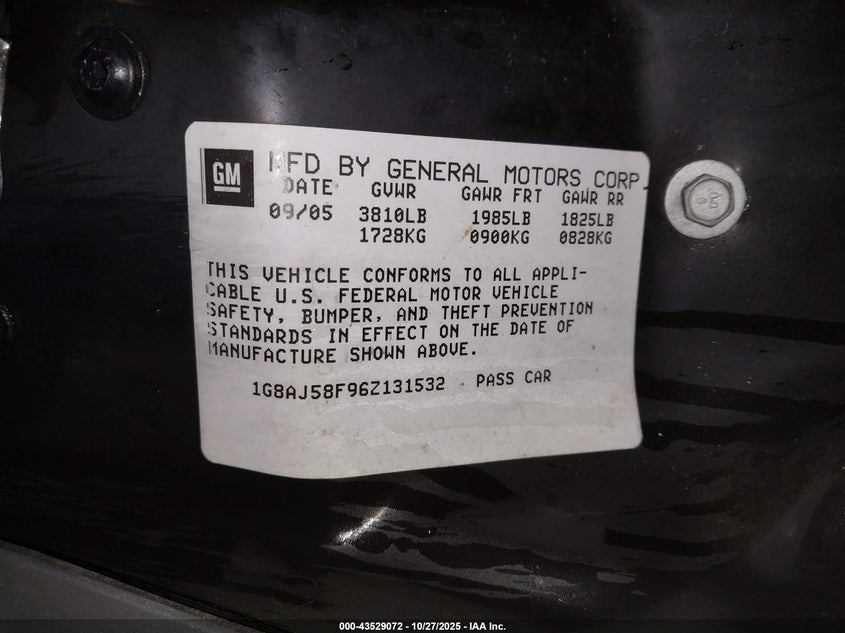 GM
MFD BY GENERAL MOTORS CORP.
DATE GVWR GAWR FRT GAWR RR
09/05 3810LB 1985LB 1825LB
1728KG 0900KG 0828KG
THIS VEHICLE CONFORMS TO ALL APPLI-
CABLE U.S. FEDERAL MOTOR VEHICLE
SAFETY, BUMPER, AND THEFT PREVENTION
STANDARDS IN EFFECT ON THE DATE OF
MANUFACTURE SHOWN ABOVE.
1G8AJ58F96Z131532 PASS CAR
000-43529072 - 10/27/2025 - IAA Inc.